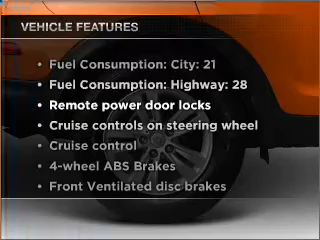 VEHICLE FEATURES
• Fuel Consumption: City: 21
• Fuel Consumption: Highway: 28
• Remote power door locks
• Cruise controls on steering wheel
• Cruise control
• 4-wheel ABS Brakes
• Front Ventilated disc brakes